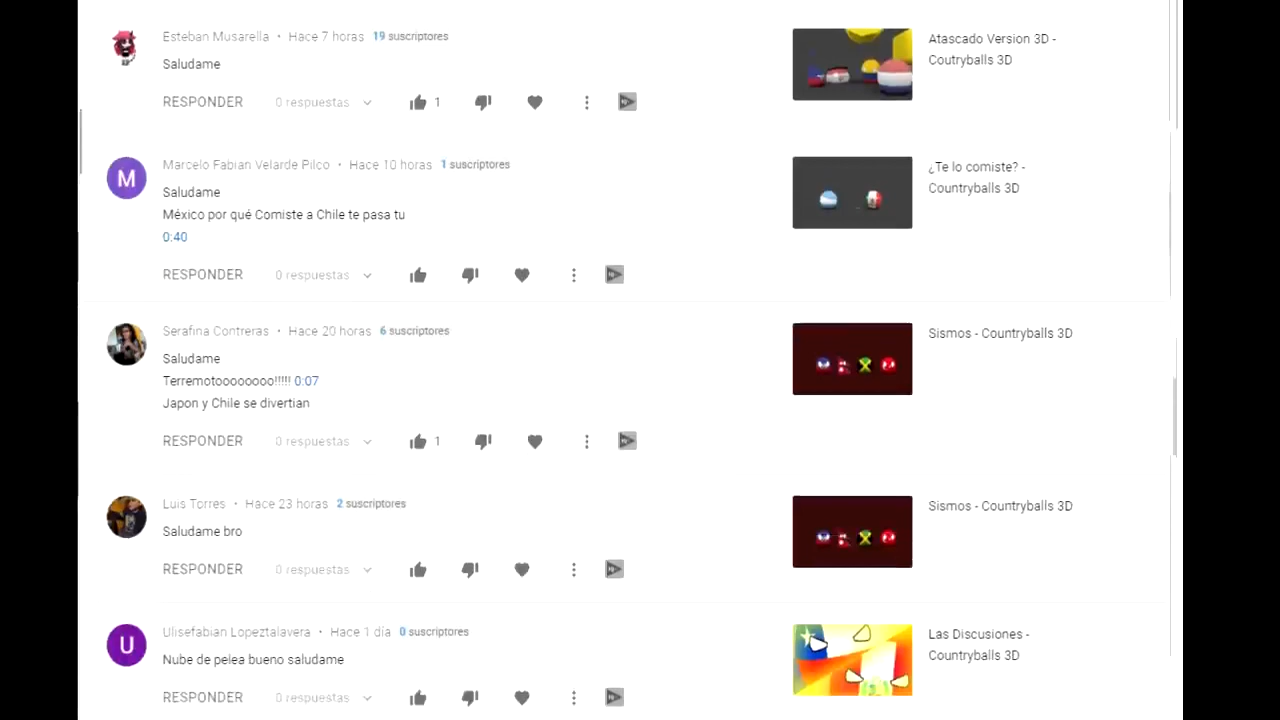 Esteban Musarella • Hace 7 horas 19 suscriptores
Saludame
RESPONDER 0 respuestas 1
Atascado Version 3D -
Coutryballs 3D
M
Marcelo Fabian Velarde Pilco • Hace 10 horas 1 suscriptores
Saludame
México por qué Comiste a Chile te pasa tu
0:40
RESPONDER 0 respuestas
¿Te lo comiste? -
Countryballs 3D
Serafina Contreras • Hace 20 horas 6 suscriptores
Saludame
Terremotoooooooo!!!!! 0:07
Japon y Chile se divertian
RESPONDER 0 respuestas 1
Sismos - Countryballs 3D
Luis Torres • Hace 23 horas 2 suscriptores
Saludame bro
RESPONDER 0 respuestas
Sismos - Countryballs 3D
U
Ulisefabian Lopeztalavera • Hace 1 día 0 suscriptores
Nube de pelea bueno saludame
RESPONDER 0 respuestas
Las Discusiones -
Countryballs 3D